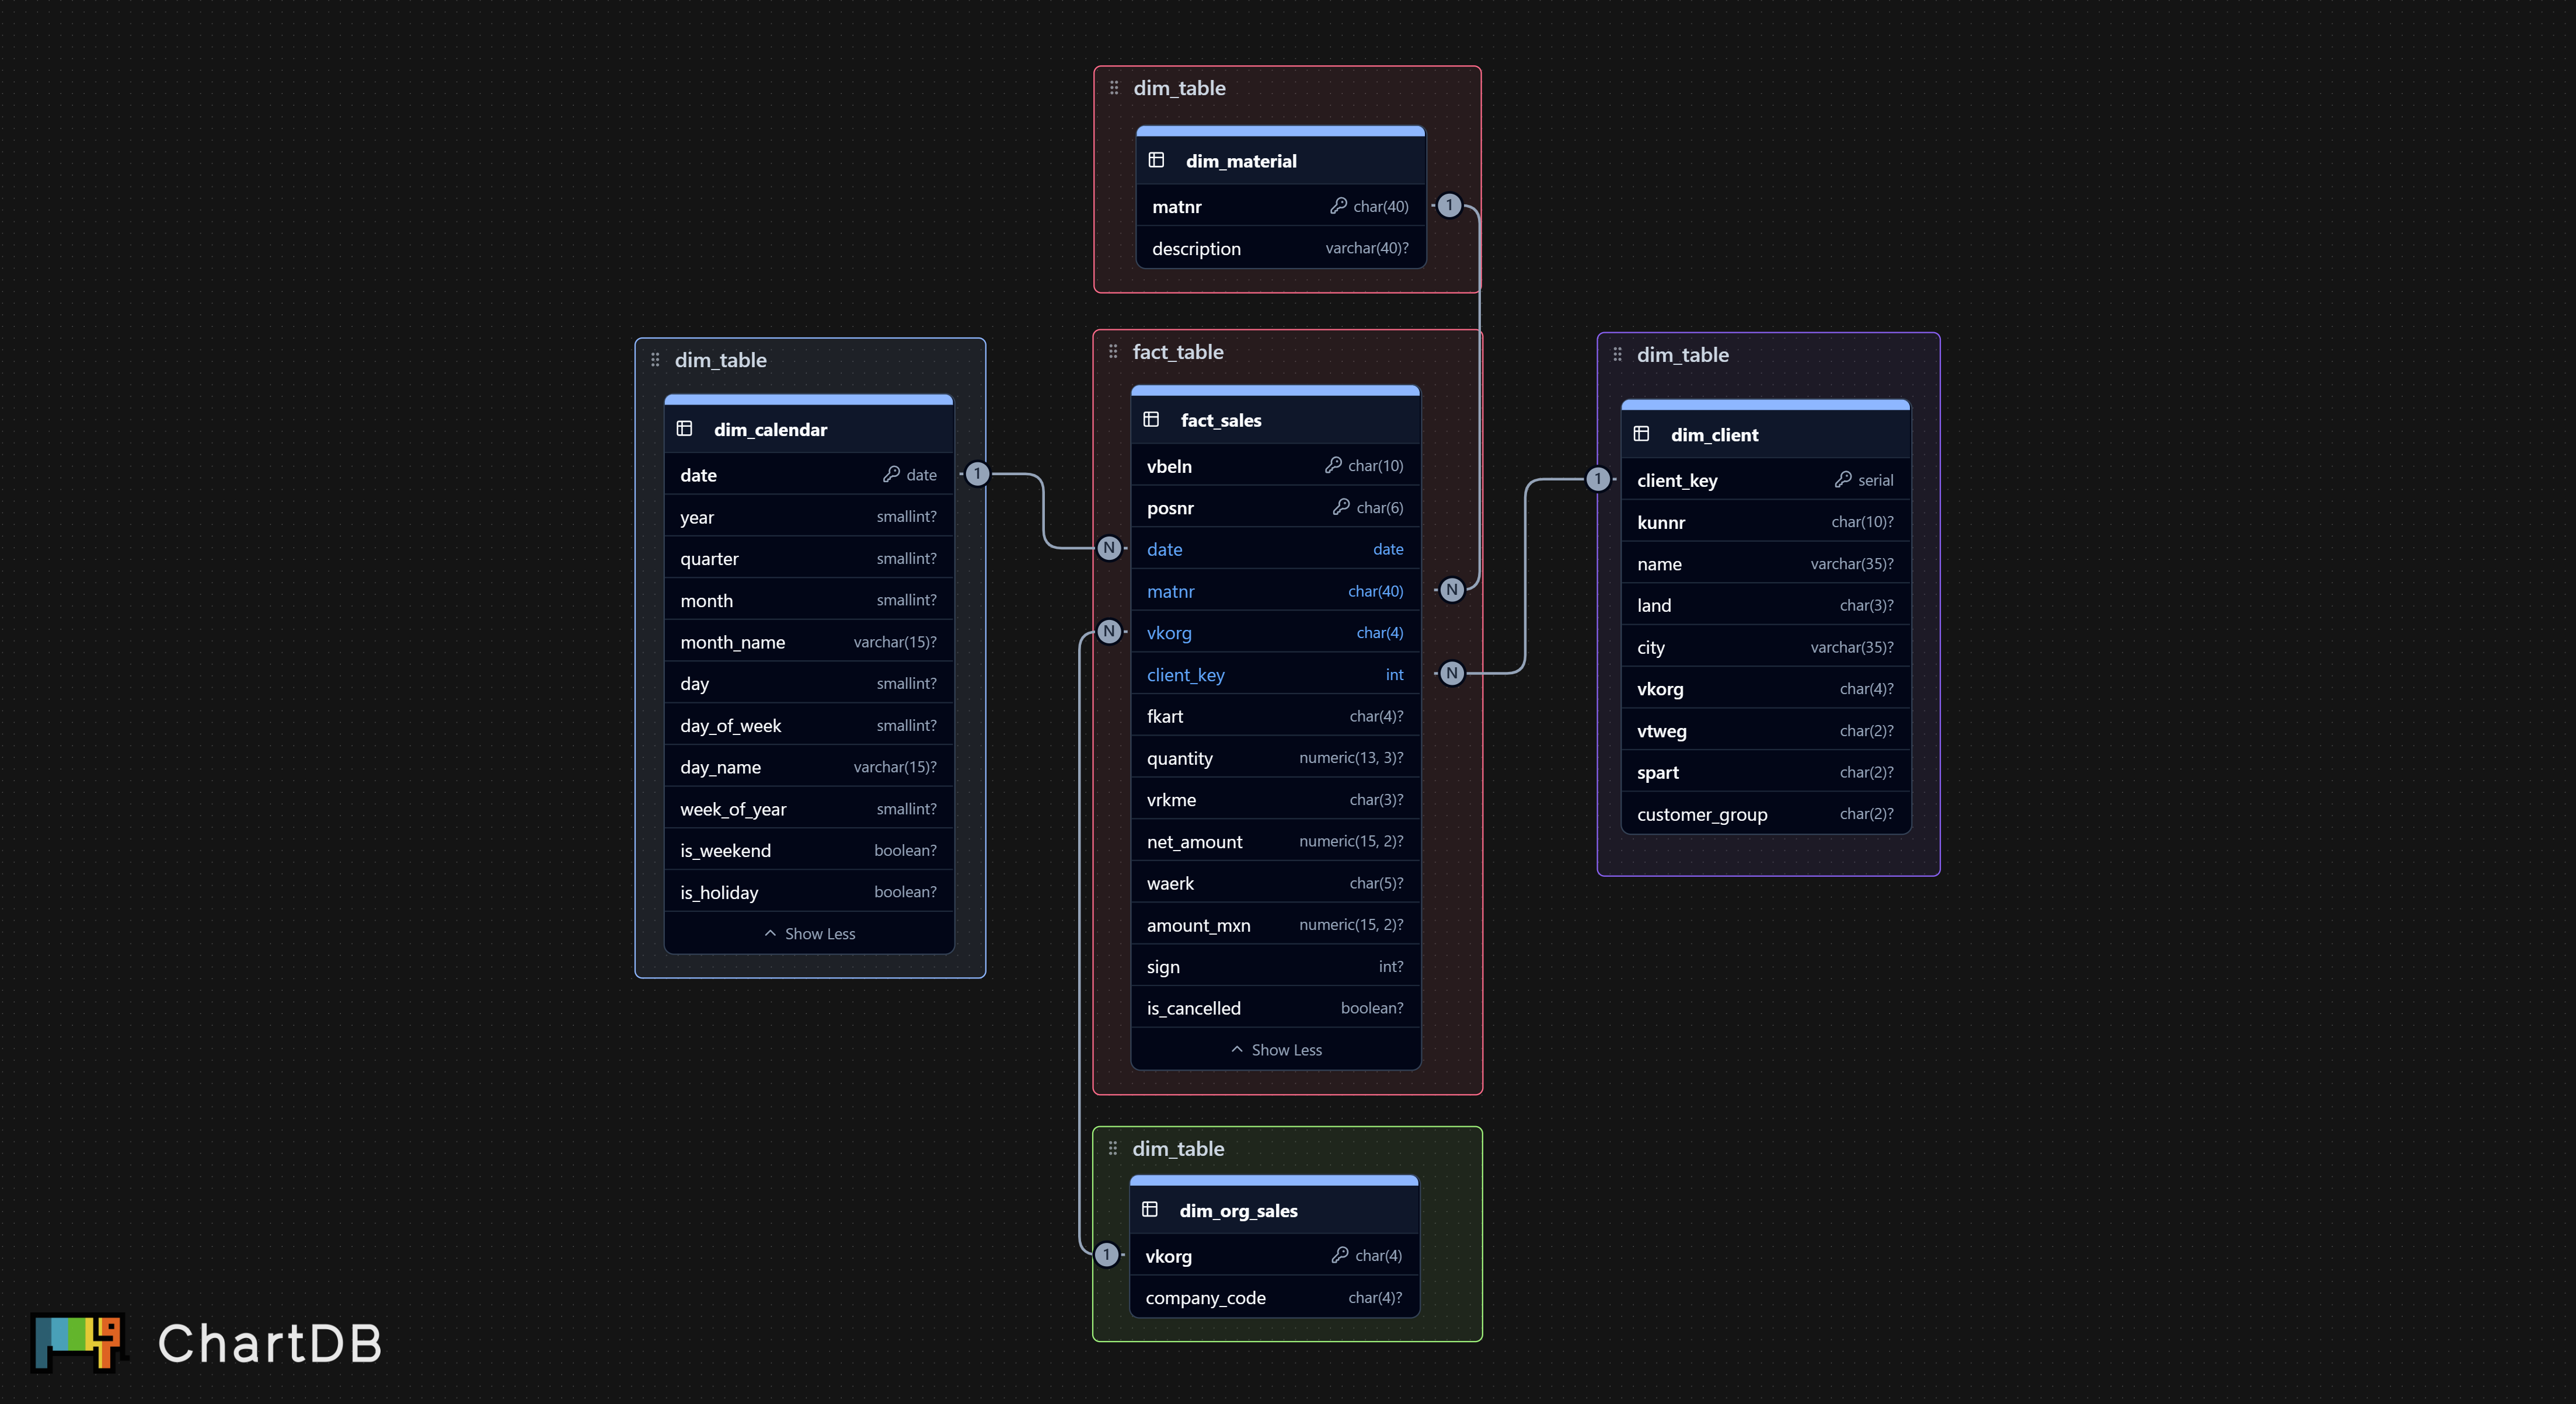 dim_table
dim_material
matnr char(40)
1
description varchar(40)?
dim_table
dim_calendar
date date
1
year smallint?
quarter smallint?
month smallint?
month_name varchar(15)?
day smallint?
day_of_week smallint?
day_name varchar(15)?
week_of_year smallint?
is_weekend boolean?
is_holiday boolean?
Show Less
fact_table
fact_sales
vbeln char(10)
posnr char(6)
N
date date
matnr char(40)
N
N
vkorg char(4)
client_key int
N
fkart char(4)?
quantity numeric(13, 3)?
vrkme char(3)?
net_amount numeric(15, 2)?
waerk char(5)?
amount_mxn numeric(15, 2)?
sign int?
is_cancelled boolean?
Show Less
dim_table
dim_client
1
client_key serial
kunnr char(10)?
name varchar(35)?
land char(3)?
city varchar(35)?
vkorg char(4)?
vtweg char(2)?
spart char(2)?
customer_group char(2)?
dim_table
dim_org_sales
1
vkorg char(4)
company_code char(4)?
ChartDB